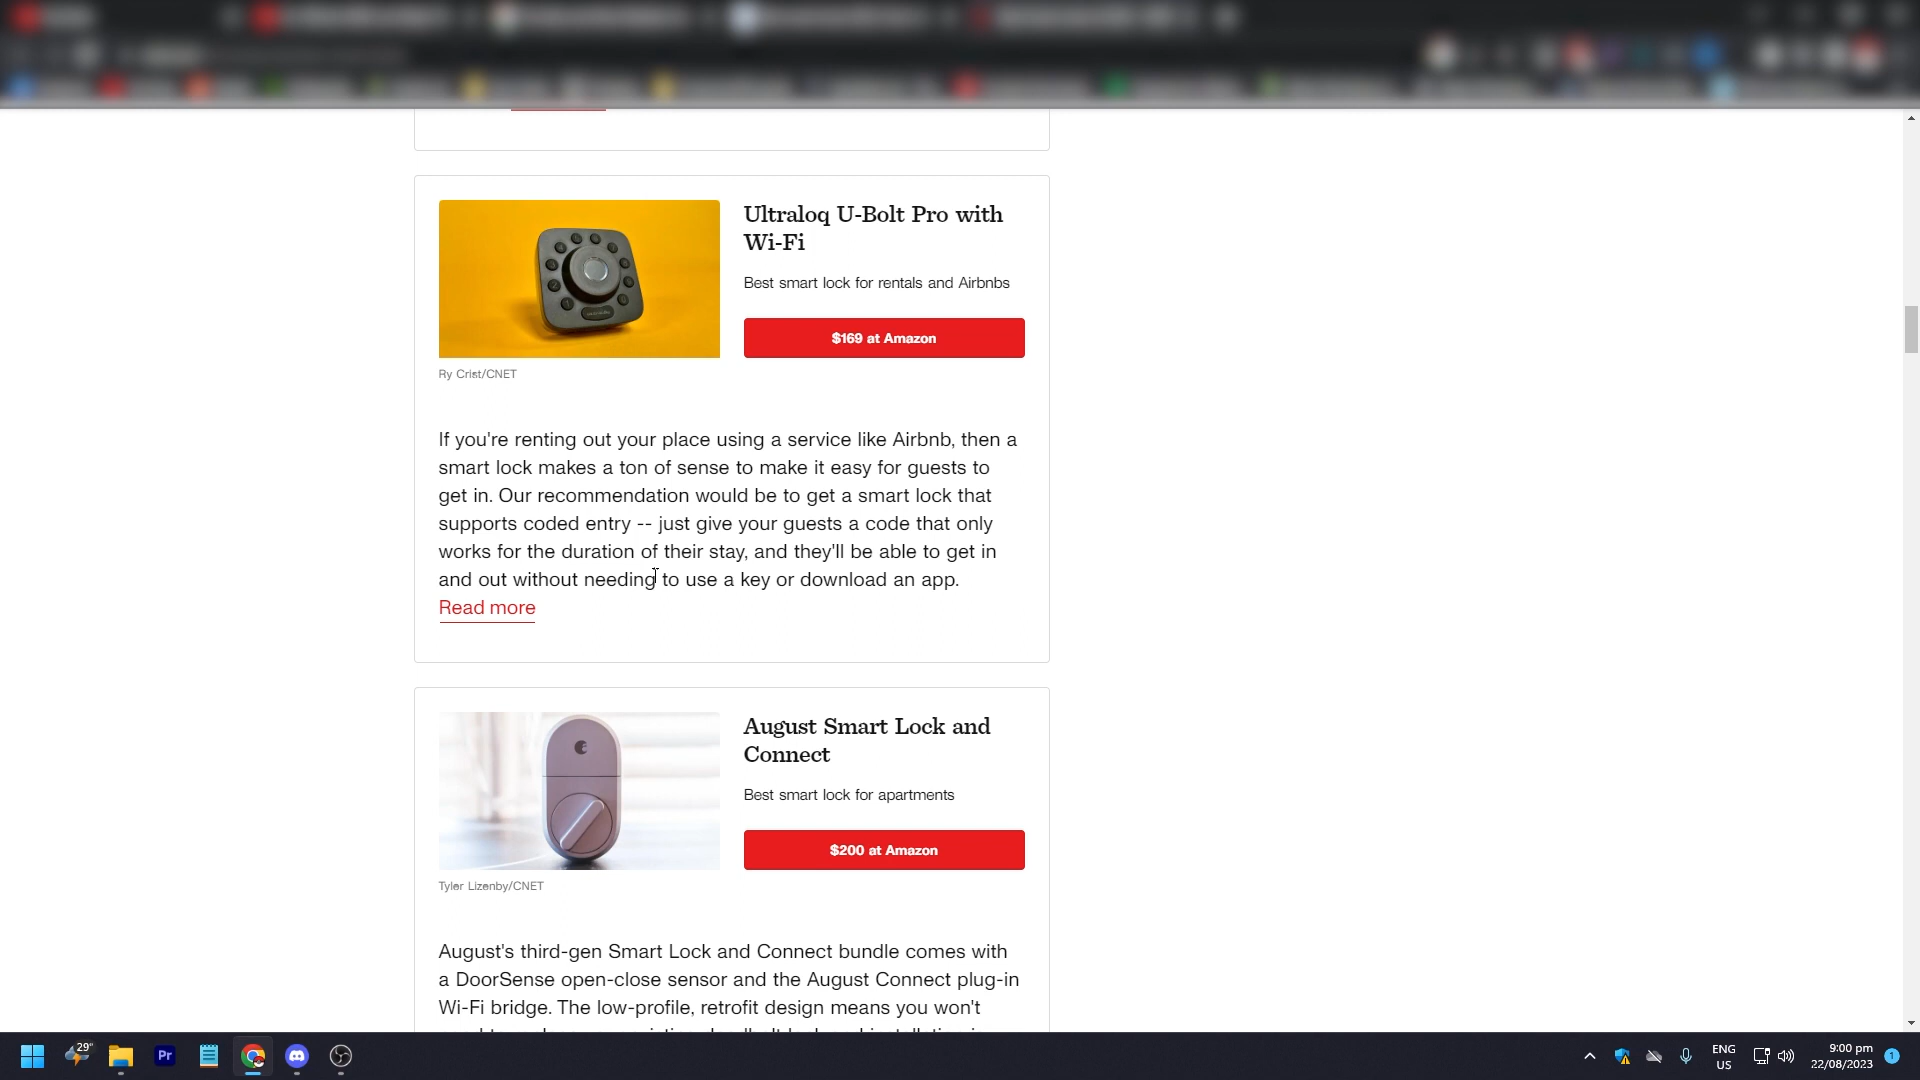 Ultraloq U-Bolt Pro with
Wi-Fi
Best smart lock for rentals and Airbnbs
$169 at Amazon
Ry Crist/CNET
If you're renting out your place using a service like Airbnb, then a
smart lock makes a ton of sense to make it easy for guests to
get in. Our recommendation would be to get a smart lock that
supports coded entry -- just give your guests a code that only
works for the duration of their stay, and they'll be able to get in
and out without needing to use a key or download an app.
Read more
August Smart Lock and
Connect
Best smart lock for apartments
$200 at Amazon
Tyler Lizenby/CNET
August's third-gen Smart Lock and Connect bundle comes with
a DoorSense open-close sensor and the August Connect plug-in
Wi-Fi bridge. The low-profile, retrofit design means you won't
29°
Pr
ENG
US
9:00 pm
22/08/2023
1